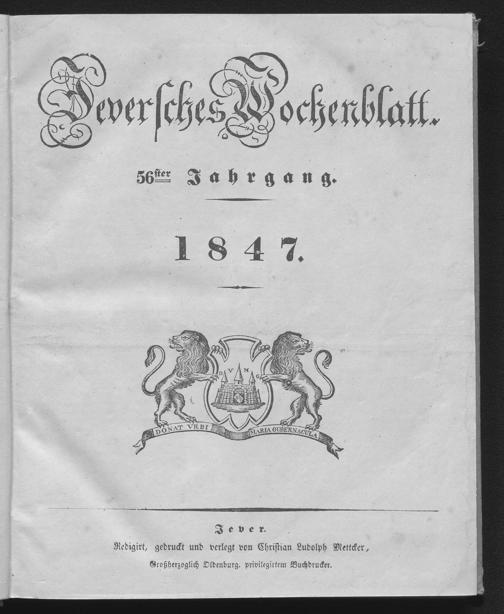 Jeversches Wochenblatt.
56ster Jahrgang.
1847.
D V M G
DONAT VRBI MARIA GUBERNACULA
Jever.
Redigirt, gedruckt und verlegt von Christian Ludolph Mettcker,
Großherzoglich Oldenburg. privilegirtem Buchdrucker.